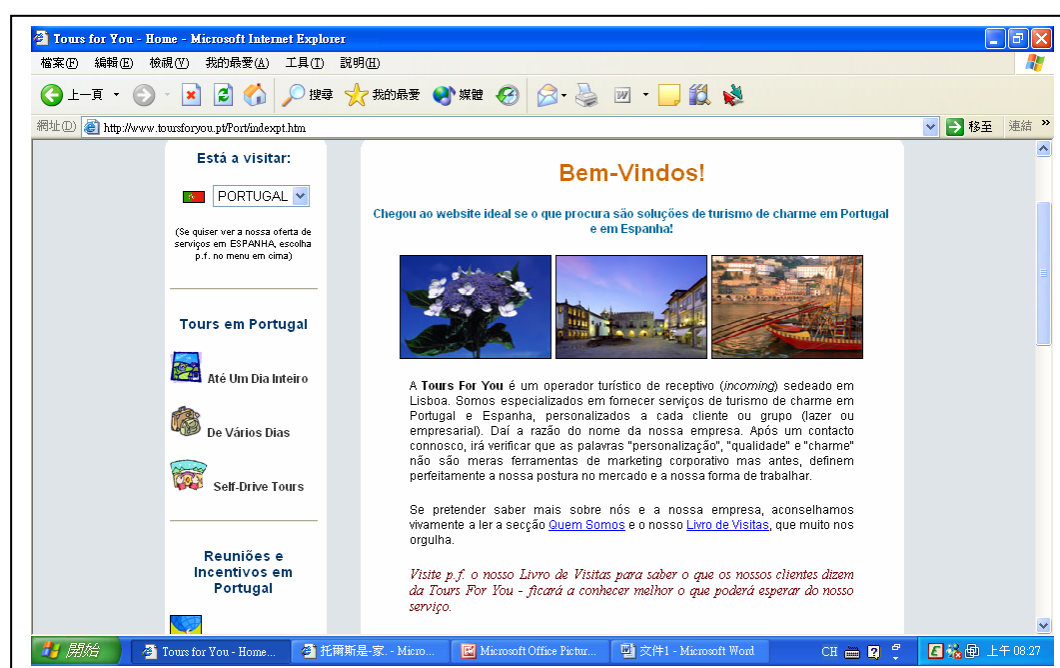 Tours for You - Home - Microsoft Internet Explorer
檔案(F) 編輯(E) 檢視(V) 我的最愛(A) 工具(T) 說明(H)
上一頁 搜尋 我的最愛 媒體
網址(D) http://www.toursforyou.pt/Port/indexpt.htm 移至 連結 »
Está a visitar:
PORTUGAL
(Se quiser ver a nossa oferta de
serviços em ESPANHA, escolha
p.f. no menu em cima)
Tours em Portugal
Até Um Dia Inteiro
De Vários Dias
Self-Drive Tours
Reuniões e
Incentivos em
Portugal
Bem-Vindos!
Chegou ao website ideal se o que procura são soluções de turismo de charme em Portugal
e em Espanha!
A Tours For You é um operador turístico de receptivo (incoming) sedeado em
Lisboa. Somos especializados em fornecer serviços de turismo de charme em
Portugal e Espanha, personalizados a cada cliente ou grupo (lazer ou
empresarial). Daí a razão do nome da nossa empresa. Após um contacto
connosco, irá verificar que as palavras "personalização", "qualidade" e "charme"
não são meras ferramentas de marketing corporativo mas antes, definem
perfeitamente a nossa postura no mercado e a nossa forma de trabalhar.
Se pretender saber mais sobre nós e a nossa empresa, aconselhamos
vivamente a ler a secção Quem Somos e o nosso Livro de Visitas, que muito nos
orgulha.
Visite p.f. o nosso Livro de Visitas para saber o que os nossos clientes dizem
da Tours For You - ficará a conhecer melhor o que poderá esperar do nosso
serviço.
開始 Tours for You - Home... 托爾斯是-家. - Micro... Microsoft Office Pictur... 文件1 - Microsoft Word CH 上午 08:27